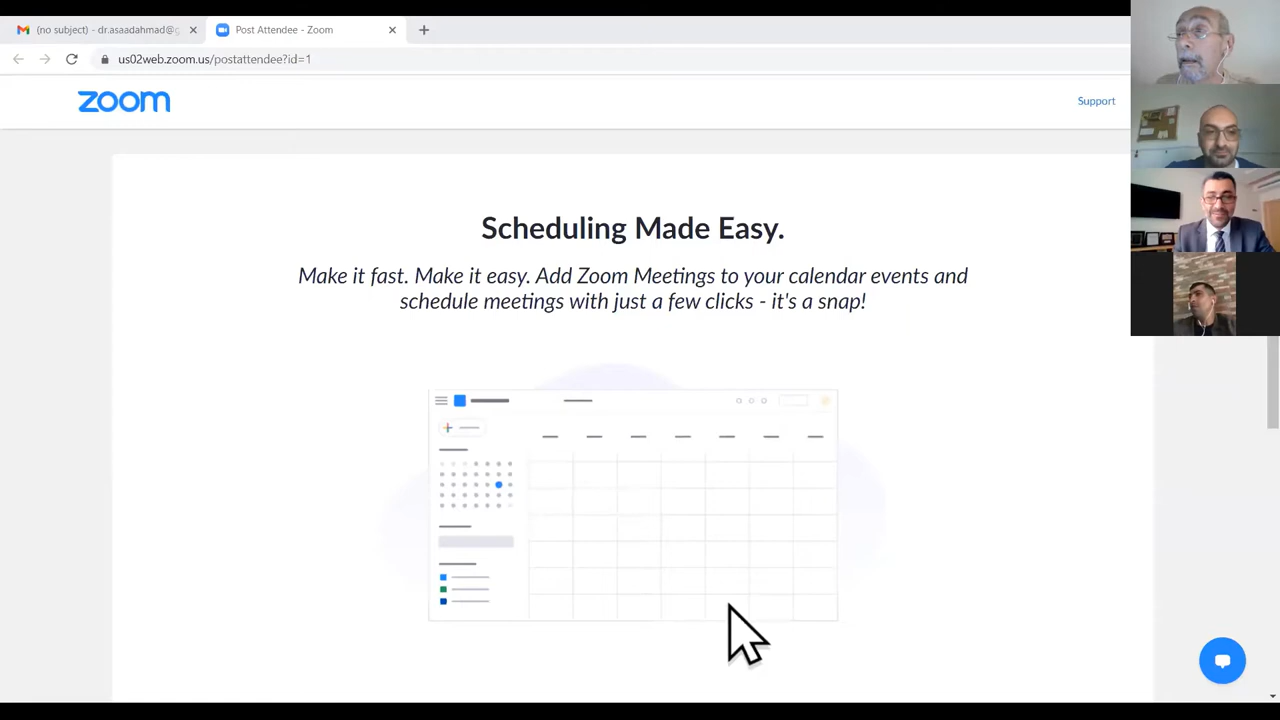 (no subject) - dr.asaadahmad@g
Post Attendee - Zoom
us02web.zoom.us/postattendee?id=1
zoom
Support
Scheduling Made Easy.
Make it fast. Make it easy. Add Zoom Meetings to your calendar events and
schedule meetings with just a few clicks - it's a snap!